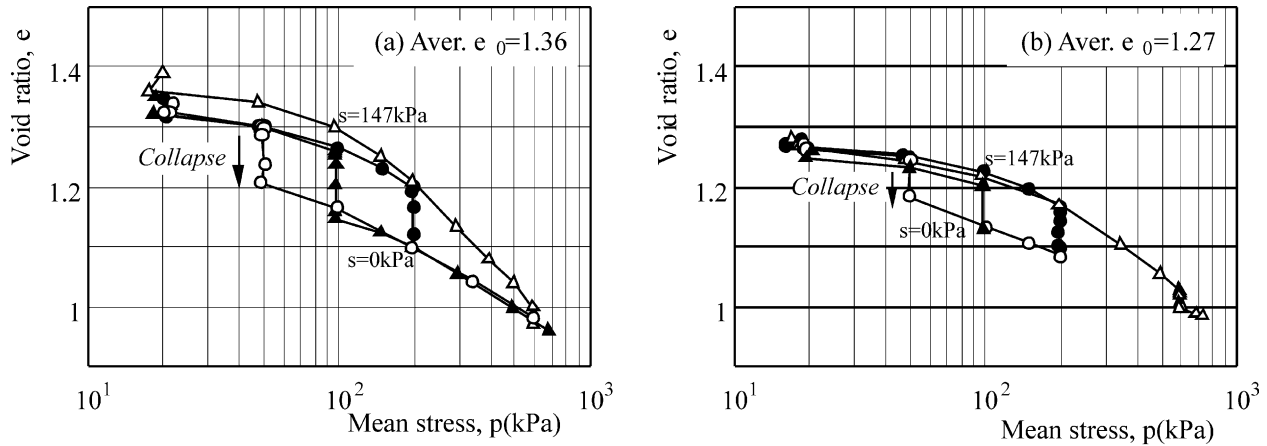 (a) Aver. e 0=1.36
Void ratio, e
1.4
1.2
1
s=147kPa
Collapse
s=0kPa
10^1
10^2
10^3
Mean stress, p(kPa)
(b) Aver. e 0=1.27
Void ratio, e
1.4
1.2
1
s=147kPa
Collapse
s=0kPa
10^1
10^2
10^3
Mean stress, p(kPa)